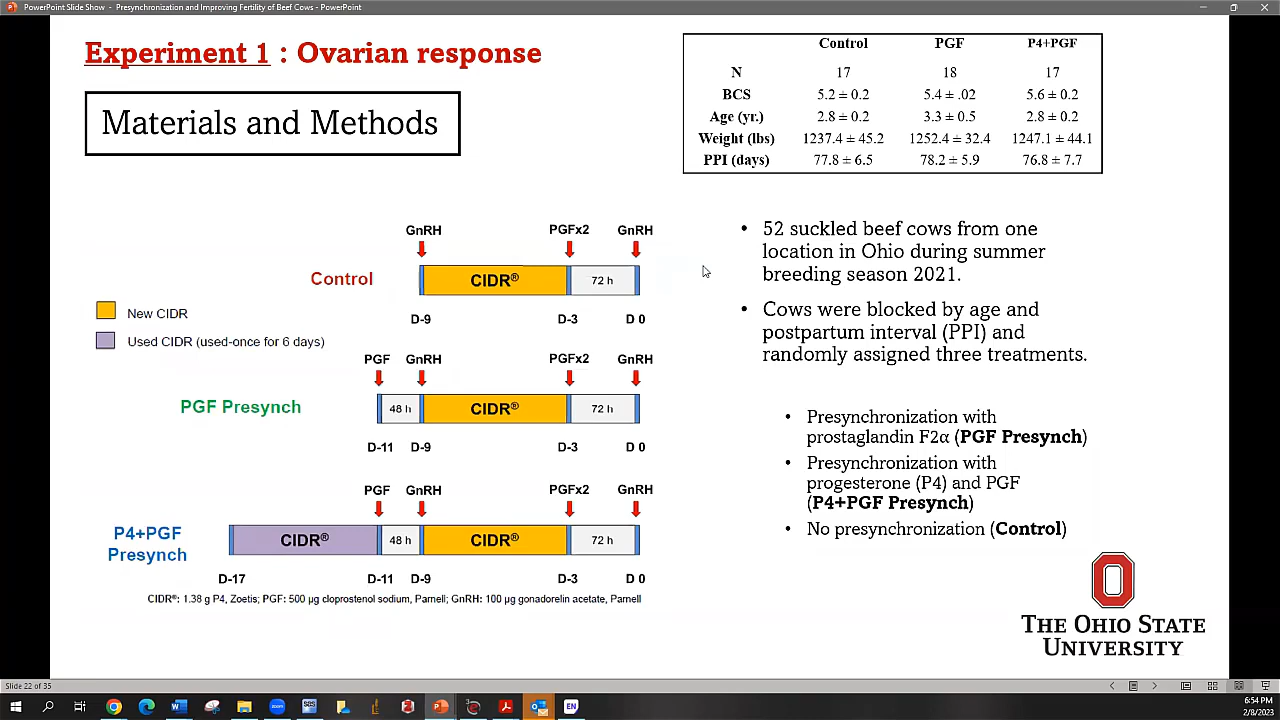 PowerPoint Slide Show - Presynchronization and Improving Fertility of Beef Cows - PowerPoint
Experiment 1 : Ovarian response
Materials and Methods
Control PGF P4+PGF
N 17 18 17
BCS 5.2 ± 0.2 5.4 ± .02 5.6 ± 0.2
Age (yr.) 2.8 ± 0.2 3.3 ± 0.5 2.8 ± 0.2
Weight (lbs) 1237.4 ± 45.2 1252.4 ± 32.4 1247.1 ± 44.1
PPI (days) 77.8 ± 6.5 78.2 ± 5.9 76.8 ± 7.7
GnRH PGFx2 GnRH
Control CIDR® 72 h
D-9 D-3 D 0
New CIDR
Used CIDR (used-once for 6 days)
PGF GnRH PGFx2 GnRH
PGF Presynch 48 h CIDR® 72 h
D-11 D-9 D-3 D 0
PGF GnRH PGFx2 GnRH
P4+PGF
Presynch
CIDR® 48 h CIDR® 72 h
D-17 D-11 D-9 D-3 D 0
CIDR®: 1.38 g P4, Zoetis; PGF: 500 µg cloprostenol sodium, Parnell; GnRH: 100 µg gonadorelin acetate, Parnell
• 52 suckled beef cows from one
location in Ohio during summer
breeding season 2021.
• Cows were blocked by age and
postpartum interval (PPI) and
randomly assigned three treatments.
• Presynchronization with
prostaglandin F2α (PGF Presynch)
• Presynchronization with
progesterone (P4) and PGF
(P4+PGF Presynch)
• No presynchronization (Control)
THE OHIO STATE
UNIVERSITY
Slide 22 of 35
zoom
SAS
EN
6:54 PM
2/8/2023